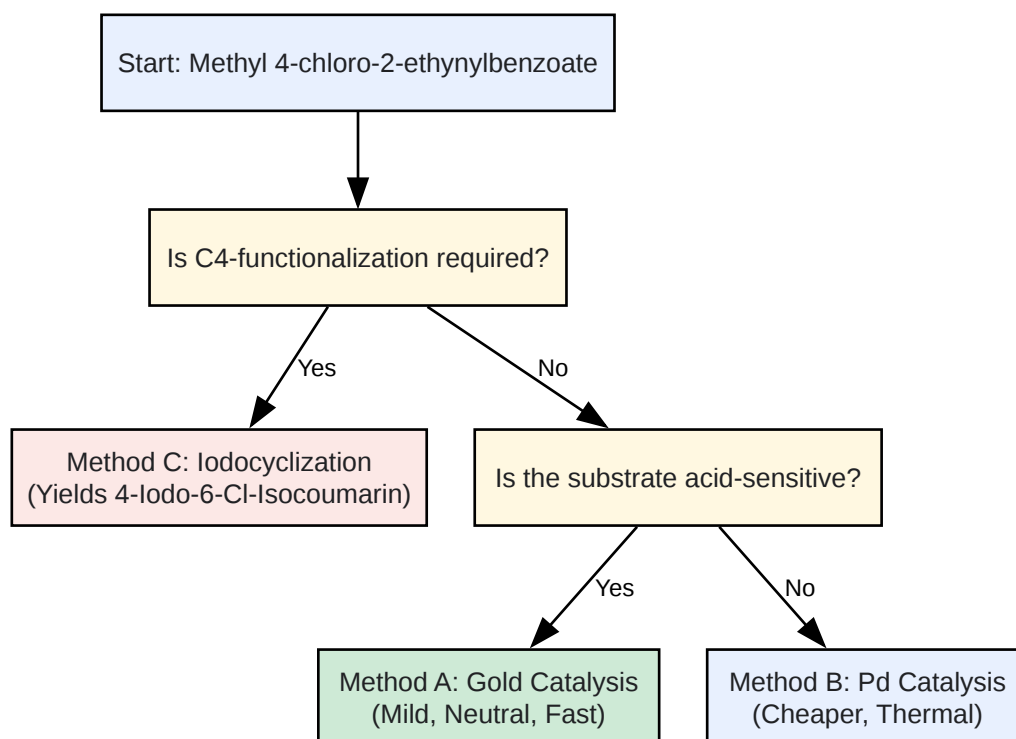 Start: Methyl 4-chloro-2-ethynylbenzoate
Is C4-functionalization required?
Yes
No
Method C: Iodocyclization
(Yields 4-Iodo-6-Cl-Isocoumarin)
Is the substrate acid-sensitive?
Yes
No
Method A: Gold Catalysis
(Mild, Neutral, Fast)
Method B: Pd Catalysis
(Cheaper, Thermal)